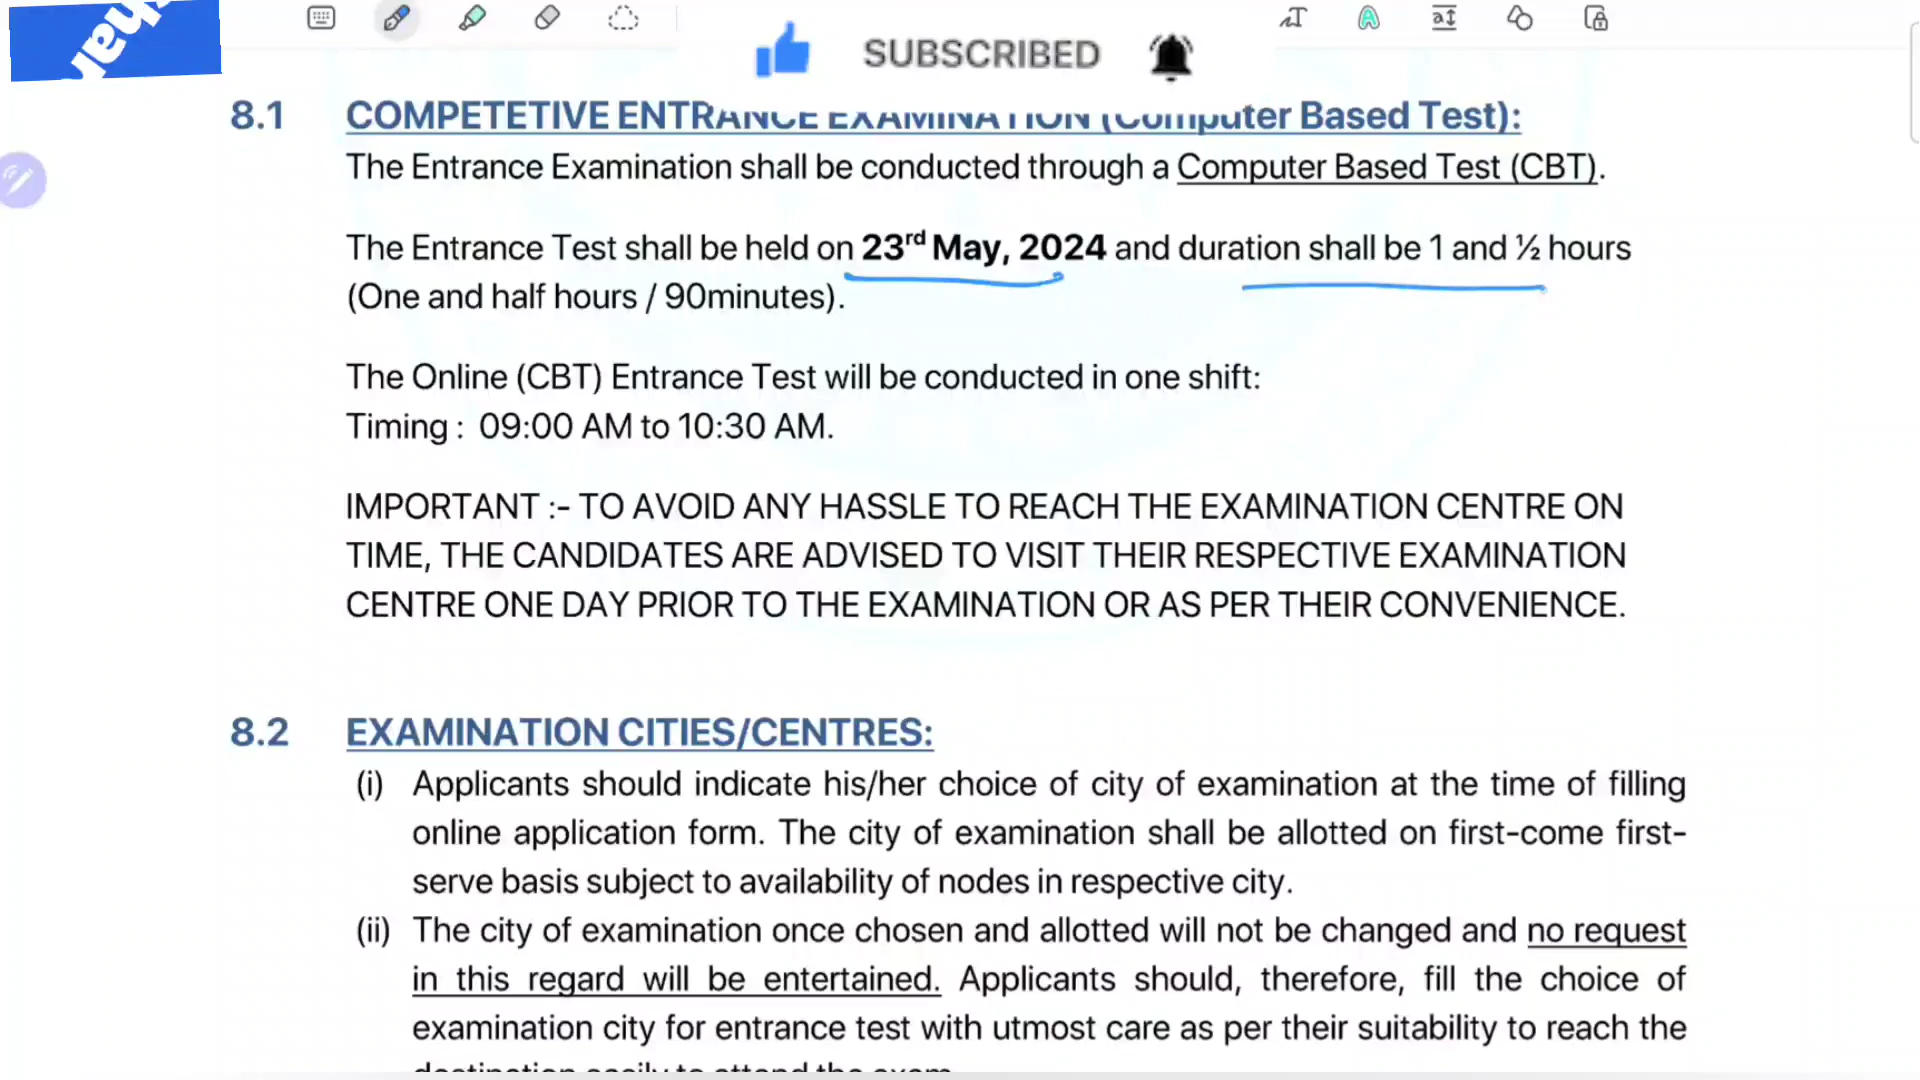 SUBSCRIBED
8.1 COMPETETIVE ENTRANCE EXAMINATION (Computer Based Test):
The Entrance Examination shall be conducted through a Computer Based Test (CBT).
The Entrance Test shall be held on 23rd May, 2024 and duration shall be 1 and ½ hours
(One and half hours / 90minutes).
The Online (CBT) Entrance Test will be conducted in one shift:
Timing : 09:00 AM to 10:30 AM.
IMPORTANT :- TO AVOID ANY HASSLE TO REACH THE EXAMINATION CENTRE ON
TIME, THE CANDIDATES ARE ADVISED TO VISIT THEIR RESPECTIVE EXAMINATION
CENTRE ONE DAY PRIOR TO THE EXAMINATION OR AS PER THEIR CONVENIENCE.
8.2 EXAMINATION CITIES/CENTRES:
(i) Applicants should indicate his/her choice of city of examination at the time of filling
online application form. The city of examination shall be allotted on first-come first-
serve basis subject to availability of nodes in respective city.
(ii) The city of examination once chosen and allotted will not be changed and no request
in this regard will be entertained. Applicants should, therefore, fill the choice of
examination city for entrance test with utmost care as per their suitability to reach the
destination easily to attend the exam.